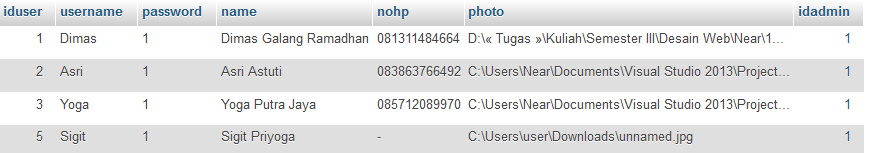 iduser username password name nohp photo idadmin
1 Dimas 1 Dimas Galang Ramadhan 081311484664 D:\« Tugas »\Kuliah\Semester III\Desain Web\Near\1... 1
2 Asri 1 Asri Astuti 083863766492 C:\Users\Near\Documents\Visual Studio 2013\Project... 1
3 Yoga 1 Yoga Putra Jaya 085712089970 C:\Users\Near\Documents\Visual Studio 2013\Project... 1
5 Sigit 1 Sigit Priyoga - C:\Users\user\Downloads\unnamed.jpg 1